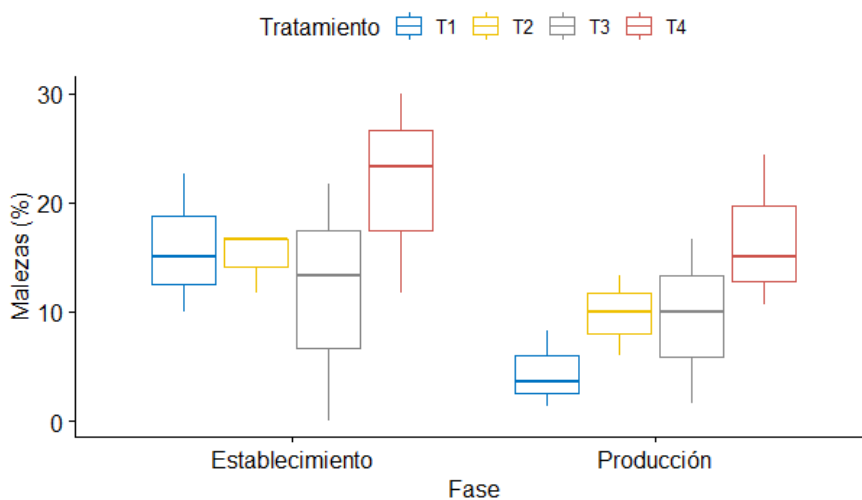 Tratamiento T1 T2 T3 T4
Malezas (%)
30
20
10
0
Establecimiento Producción
Fase